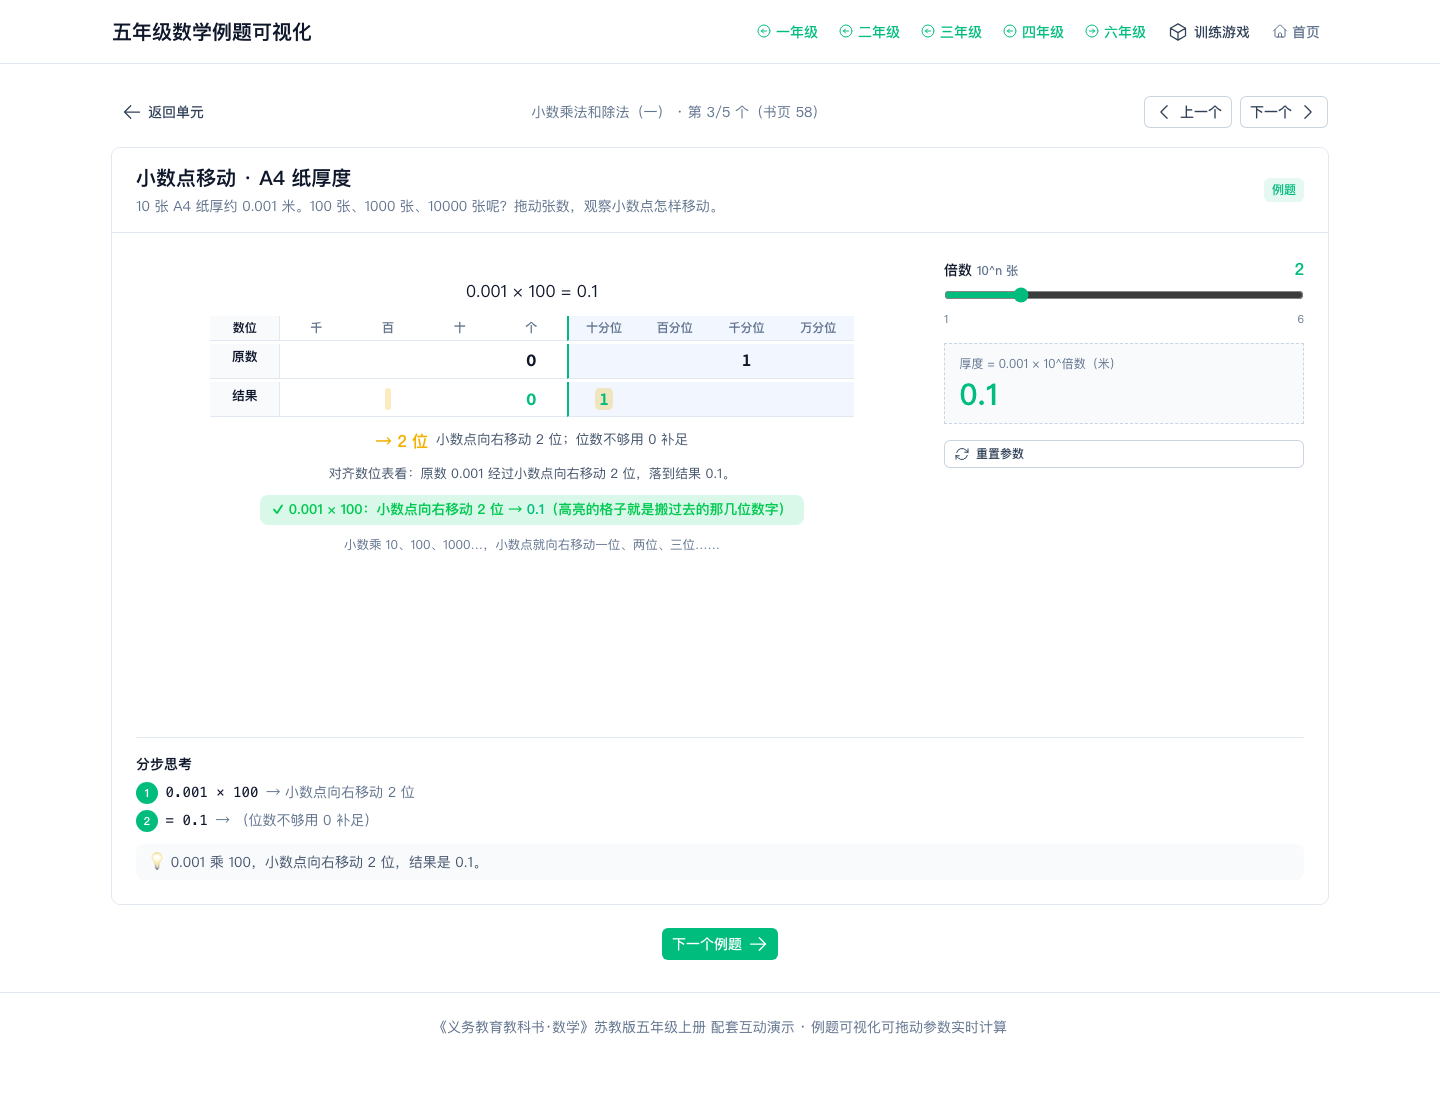 五年级数学例题可视化
一年级 二年级 三年级 四年级 六年级 训练游戏 首页
返回单元
小数乘法和除法（一） · 第 3/5 个（书页 58）
上一个 下一个
小数点移动 · A4 纸厚度
10 张 A4 纸厚约 0.001 米。100 张、1000 张、10000 张呢？拖动张数，观察小数点怎样移动。
例题
0.001 × 100 = 0.1
数位 千 百 十 个 十分位 百分位 千分位 万分位
原数 0 1
结果 0 1
→ 2 位 小数点向右移动 2 位；位数不够用 0 补足
对齐数位表看：原数 0.001 经过小数点向右移动 2 位，落到结果 0.1。
✓ 0.001 × 100：小数点向右移动 2 位 → 0.1（高亮的格子就是搬过去的那几位数字）
小数乘 10、100、1000…，小数点就向右移动一位、两位、三位……
倍数 10^n 张 2
1 6
厚度 = 0.001 × 10^倍数（米）
0.1
重置参数
分步思考
1 0.001 × 100 → 小数点向右移动 2 位
2 = 0.1 → （位数不够用 0 补足）
💡 0.001 乘 100，小数点向右移动 2 位，结果是 0.1。
下一个例题 →
《义务教育教科书·数学》苏教版五年级上册 配套互动演示 · 例题可视化可拖动参数实时计算